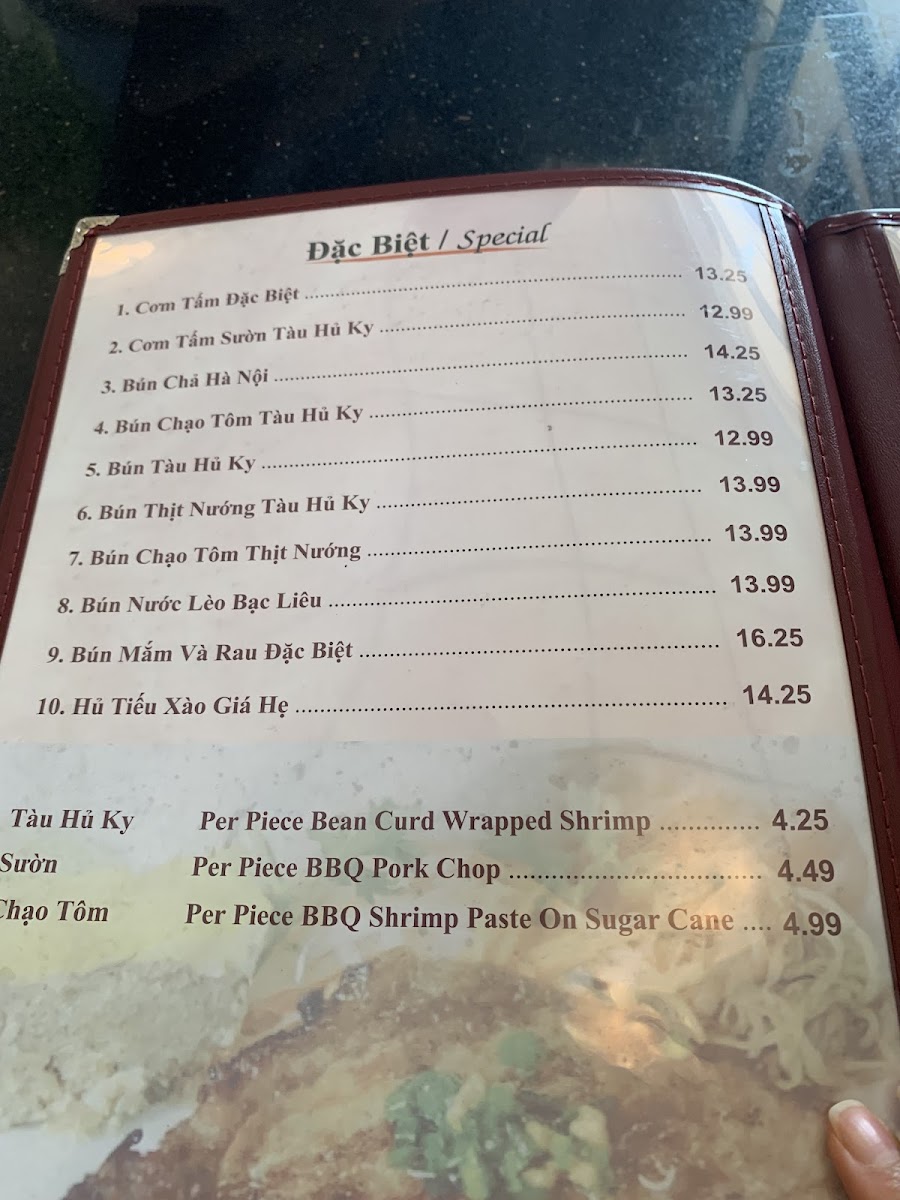 Đặc Biệt / Special
1. Cơm Tấm Đặc Biệt ........ 13.25
2. Cơm Tấm Sườn Tàu Hủ Ky ........ 12.99
3. Bún Chả Hà Nội ........ 14.25
4. Bún Chạo Tôm Tàu Hủ Ky ........ 13.25
5. Bún Tàu Hủ Ky ........ 12.99
6. Bún Thịt Nướng Tàu Hủ Ky ........ 13.99
7. Bún Chạo Tôm Thịt Nướng ........ 13.99
8. Bún Nước Lèo Bạc Liêu ........ 13.99
9. Bún Mắm Và Rau Đặc Biệt ........ 16.25
10. Hủ Tiếu Xào Giá Hẹ ........ 14.25
Tàu Hủ Ky Per Piece Bean Curd Wrapped Shrimp ........ 4.25
Sườn Per Piece BBQ Pork Chop ........ 4.49
Chạo Tôm Per Piece BBQ Shrimp Paste On Sugar Cane .... 4.99